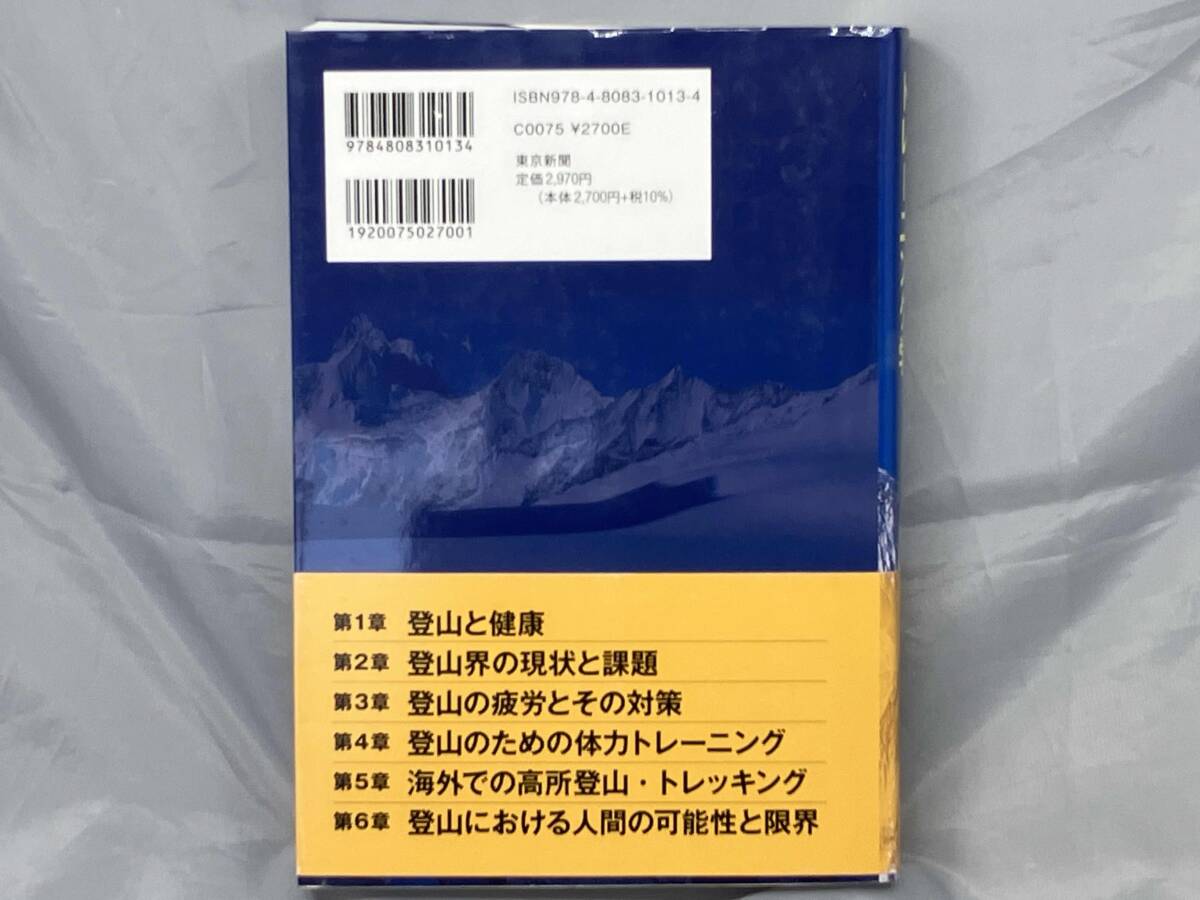 ISBN978-4-8083-1013-4
C0075 ¥2700E
9784808310134
東京新聞
定価2,970円
(本体2,700円+税10%)
1920075027001
第1章 登山と健康
第2章 登山界の現状と課題
第3章 登山の疲労とその対策
第4章 登山のための体力トレーニング
第5章 海外での高所登山・トレッキング
第6章 登山における人間の可能性と限界